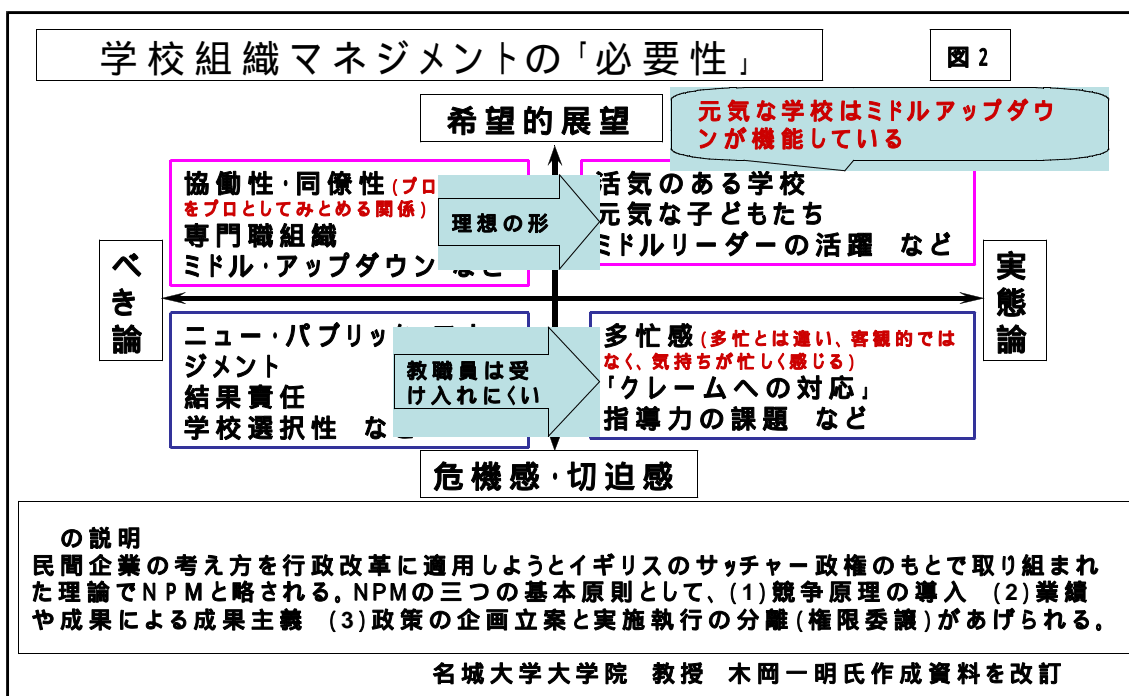 学校組織マネジメントの「必要性」
図2
希望的展望
元気な学校はミドルアップダウ
ンが機能している
協働性・同僚性(プロ
をプロとしてみとめる関係)
専門職組織
ミドル・アップダウン など
理想の形
活気のある学校
元気な子どもたち
ミドルリーダーの活躍 など
べき論
実態論
ニュー・パブリック
ジメント
結果責任
学校選択性 など
教職員は受
け入れにくい
多忙感(多忙とは違い、客観的では
なく、気持ちが忙しく感じる)
「クレームへの対応」
指導力の課題 など
危機感・切迫感
の説明
民間企業の考え方を行政改革に適用しようとイギリスのサッチャー政権のもとで取り組まれ
た理論でNPMと略される。NPMの三つの基本原則として、(1)競争原理の導入 (2)業績
や成果による成果主義 (3)政策の企画立案と実施執行の分離(権限委譲)があげられる。
名城大学大学院 教授 木岡一明氏作成資料を改訂